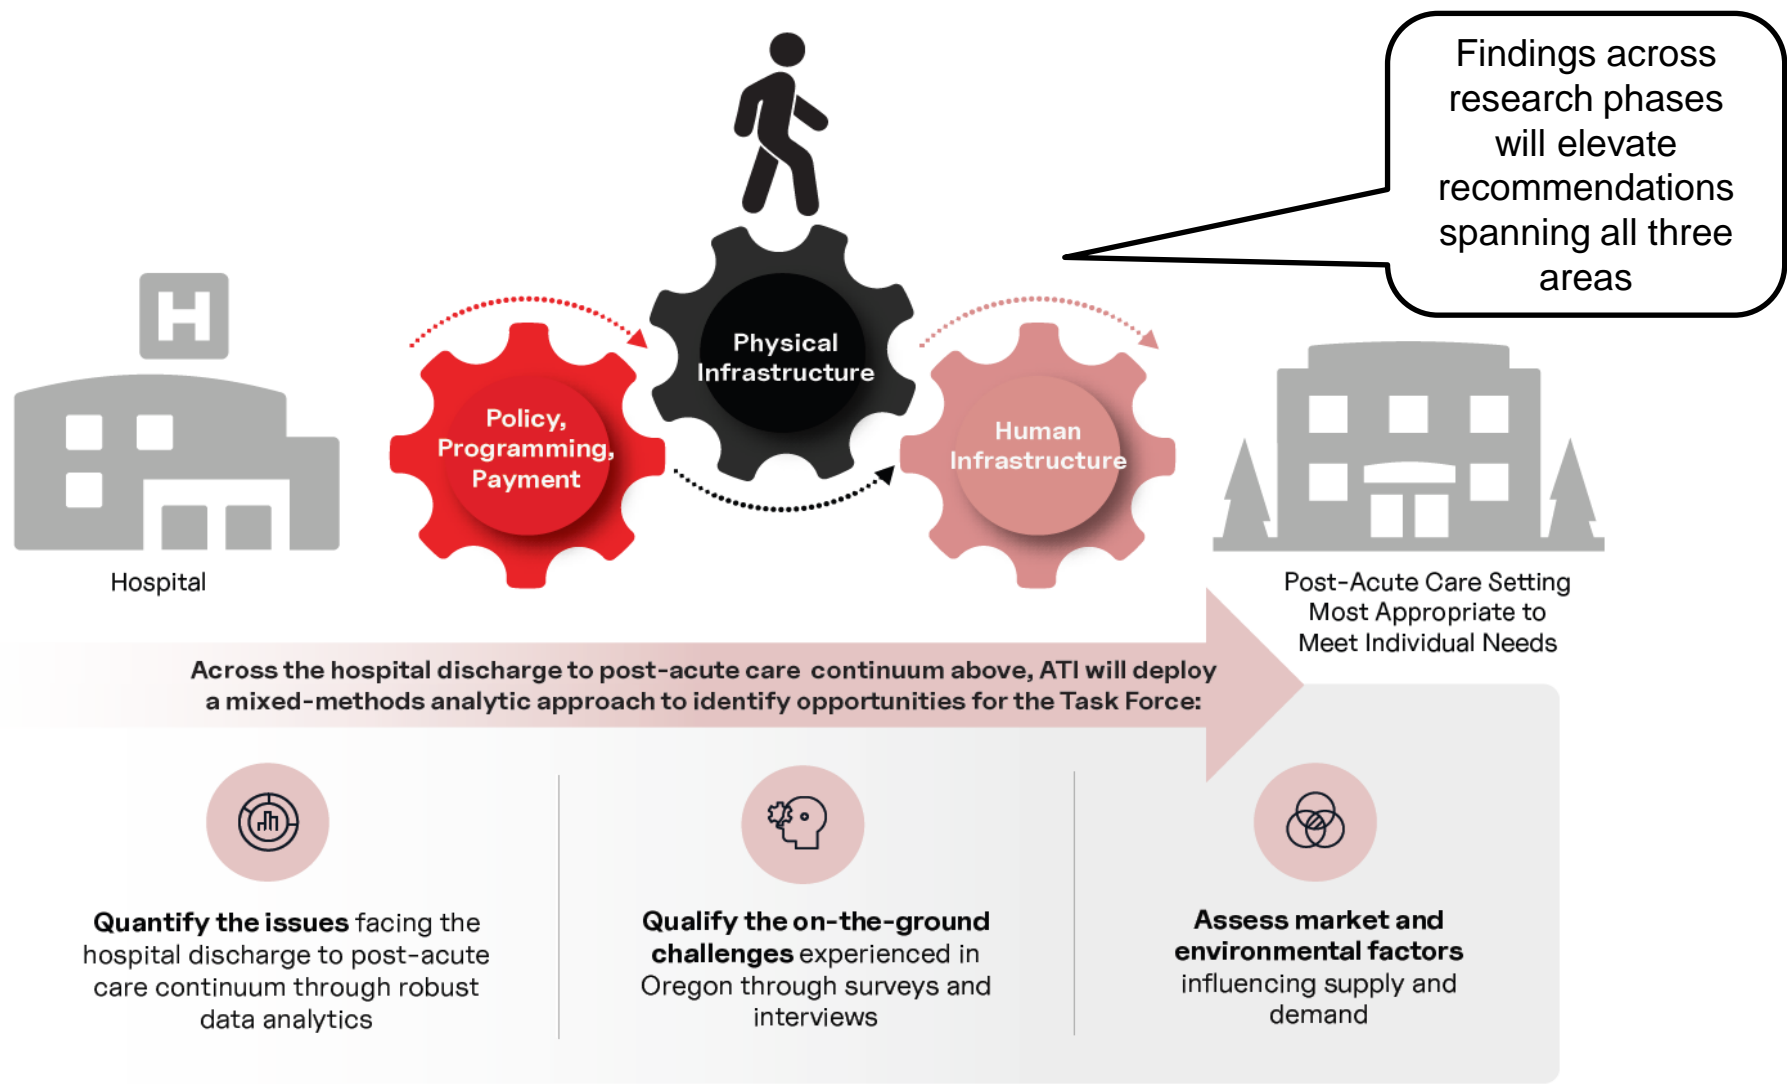 Findings across
research phases
will elevate
recommendations
spanning all three
areas
H
Physical
Infrastructure
Policy,
Programming,
Payment
Human
Infrastructure
Hospital
Post-Acute Care Setting
Most Appropriate to
Meet Individual Needs
Across the hospital discharge to post-acute care continuum above, ATI will deploy
a mixed-methods analytic approach to identify opportunities for the Task Force:
Quantify the issues facing the
hospital discharge to post-acute
care continuum through robust
data analytics
Qualify the on-the-ground
challenges experienced in
Oregon through surveys and
interviews
Assess market and
environmental factors
influencing supply and
demand